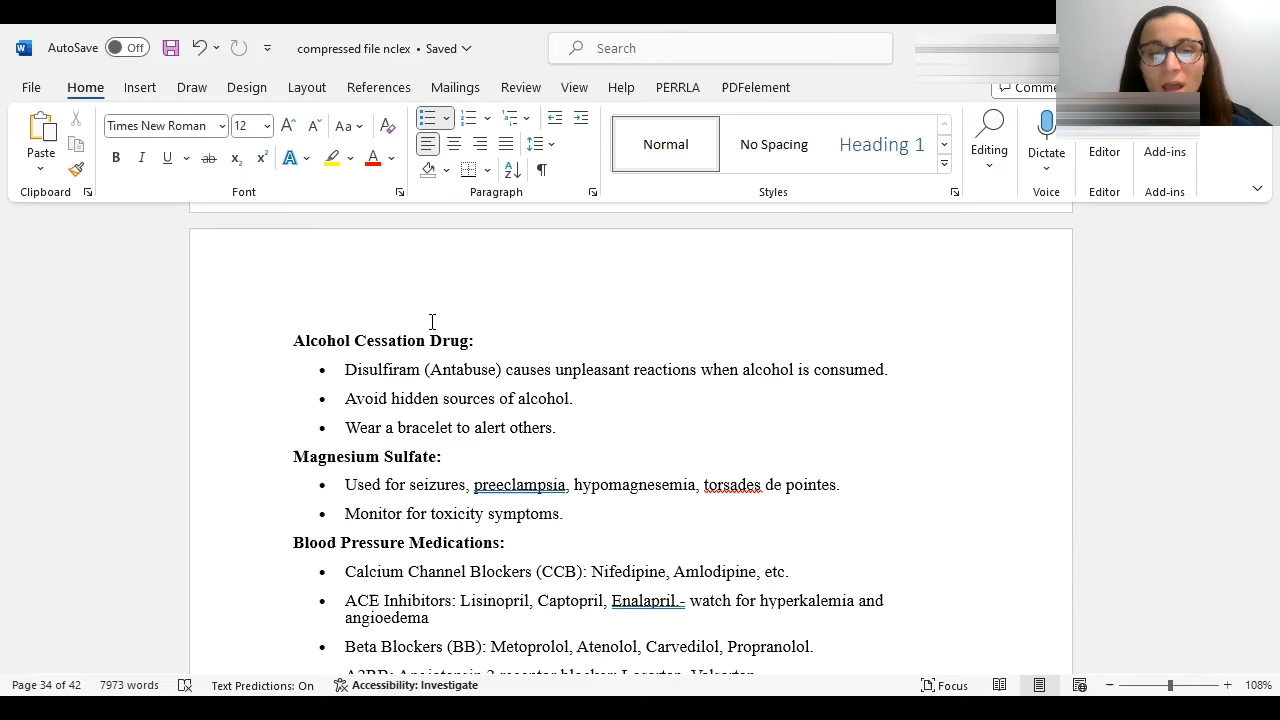 AutoSave Off compressed file nclex • Saved Search
File Home Insert Draw Design Layout References Mailings Review View Help PERRLA PDFelement
Times New Roman 12
Paste
Normal No Spacing Heading 1
Editing Dictate Editor Add-ins
Clipboard Font Paragraph Styles Voice Editor Add-ins
Alcohol Cessation Drug:
• Disulfiram (Antabuse) causes unpleasant reactions when alcohol is consumed.
• Avoid hidden sources of alcohol.
• Wear a bracelet to alert others.
Magnesium Sulfate:
• Used for seizures, preeclampsia, hypomagnesemia, torsades de pointes.
• Monitor for toxicity symptoms.
Blood Pressure Medications:
• Calcium Channel Blockers (CCB): Nifedipine, Amlodipine, etc.
• ACE Inhibitors: Lisinopril, Captopril, Enalapril.- watch for hyperkalemia and
angioedema
• Beta Blockers (BB): Metoprolol, Atenolol, Carvedilol, Propranolol.
Page 34 of 42 7973 words Text Predictions: On Accessibility: Investigate Focus 108%